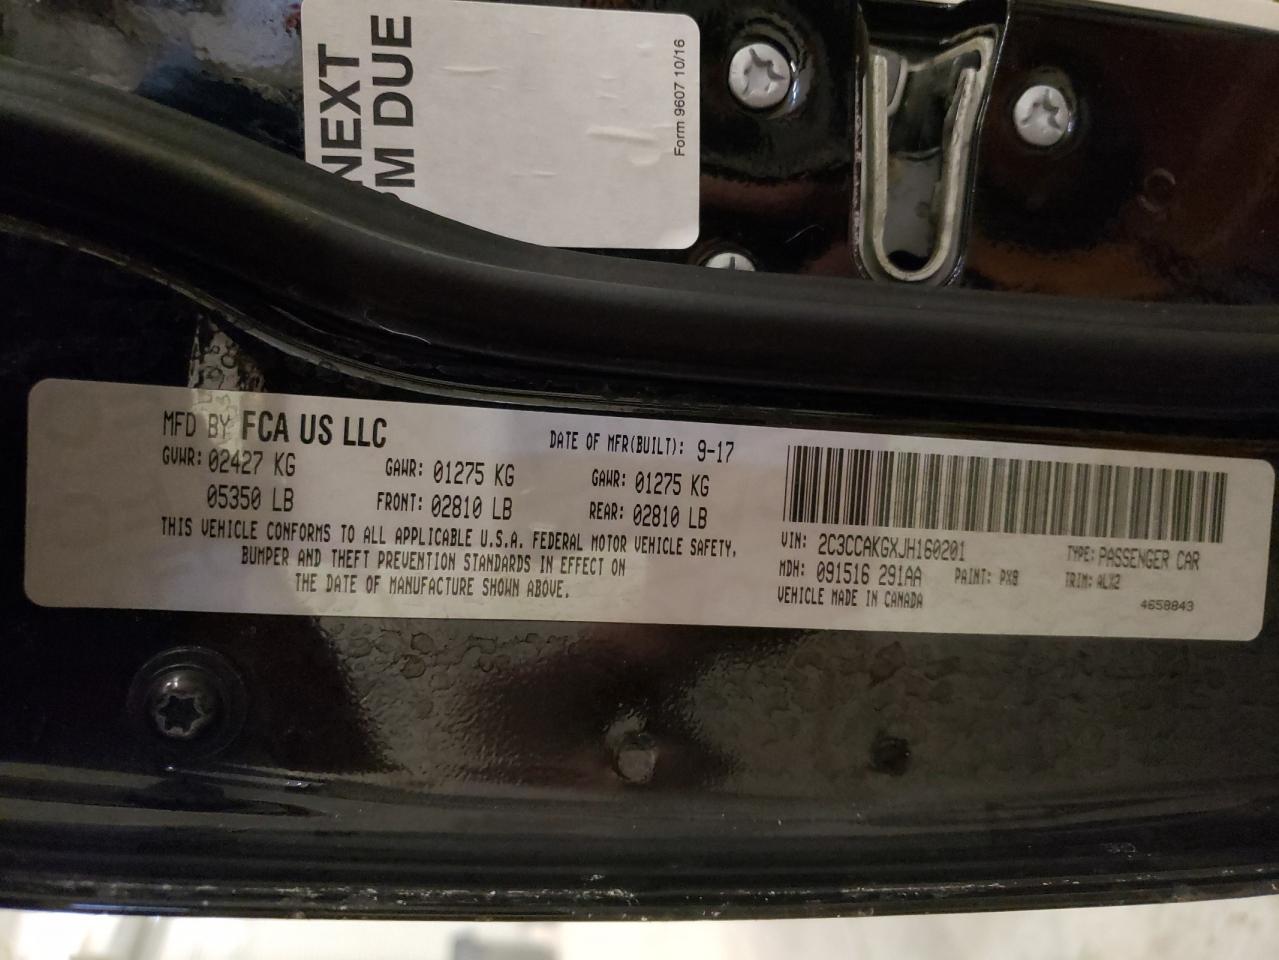 NEXT
PM DUE
Form 9607 10/16
MFD BY FCA US LLC
DATE OF MFR(BUILT): 9-17
GVWR: 02427 KG
GAWR: 01275 KG
GAWR: 01275 KG
05350 LB
FRONT: 02810 LB
REAR: 02810 LB
THIS VEHICLE CONFORMS TO ALL APPLICABLE U.S.A. FEDERAL MOTOR VEHICLE SAFETY,
BUMPER AND THEFT PREVENTION STANDARDS IN EFFECT ON
THE DATE OF MANUFACTURE SHOWN ABOVE.
VIN: 2C3CCAKGXJH160201
TYPE: PASSENGER CAR
MDH: 091516 291AA
PAINT: PX8
TRIM: ALX2
VEHICLE MADE IN CANADA
4658843